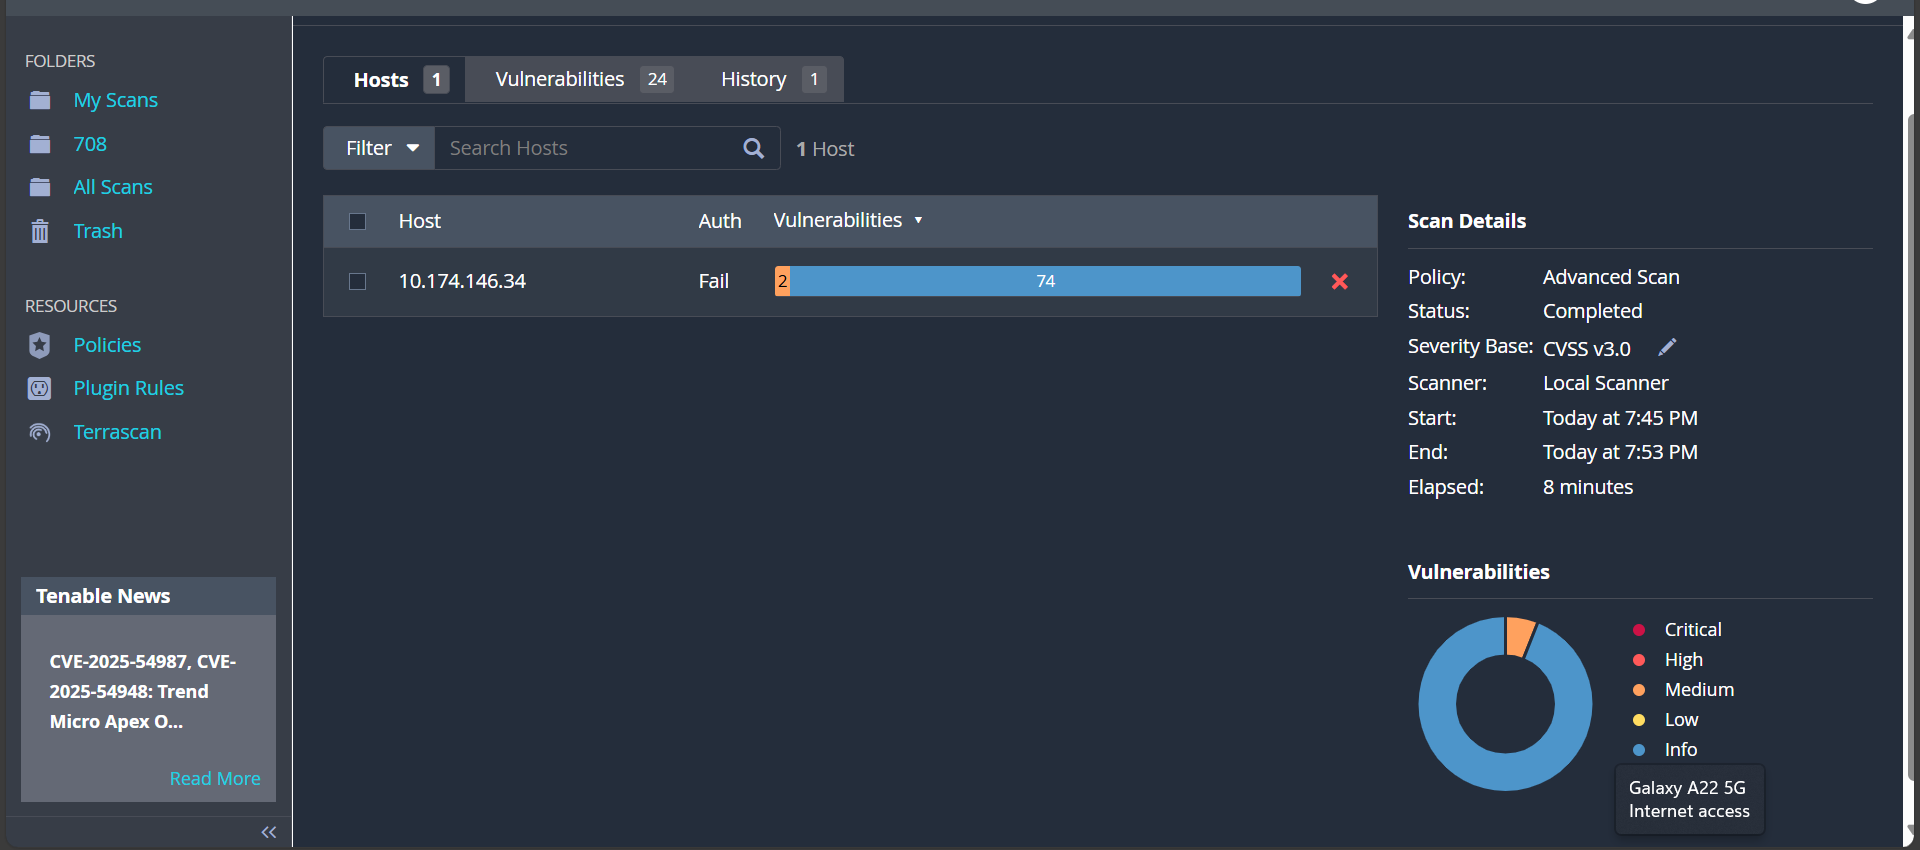 FOLDERS
My Scans
708
All Scans
Trash
RESOURCES
Policies
Plugin Rules
Terrascan
Tenable News
CVE-2025-54987, CVE-
2025-54948: Trend
Micro Apex O...
Read More
Hosts 1 Vulnerabilities 24 History 1
Filter Search Hosts 1 Host
Host Auth Vulnerabilities
10.174.146.34 Fail 2 74
Scan Details
Policy: Advanced Scan
Status: Completed
Severity Base: CVSS v3.0
Scanner: Local Scanner
Start: Today at 7:45 PM
End: Today at 7:53 PM
Elapsed: 8 minutes
Vulnerabilities
Critical
High
Medium
Low
Info
Galaxy A22 5G
Internet access